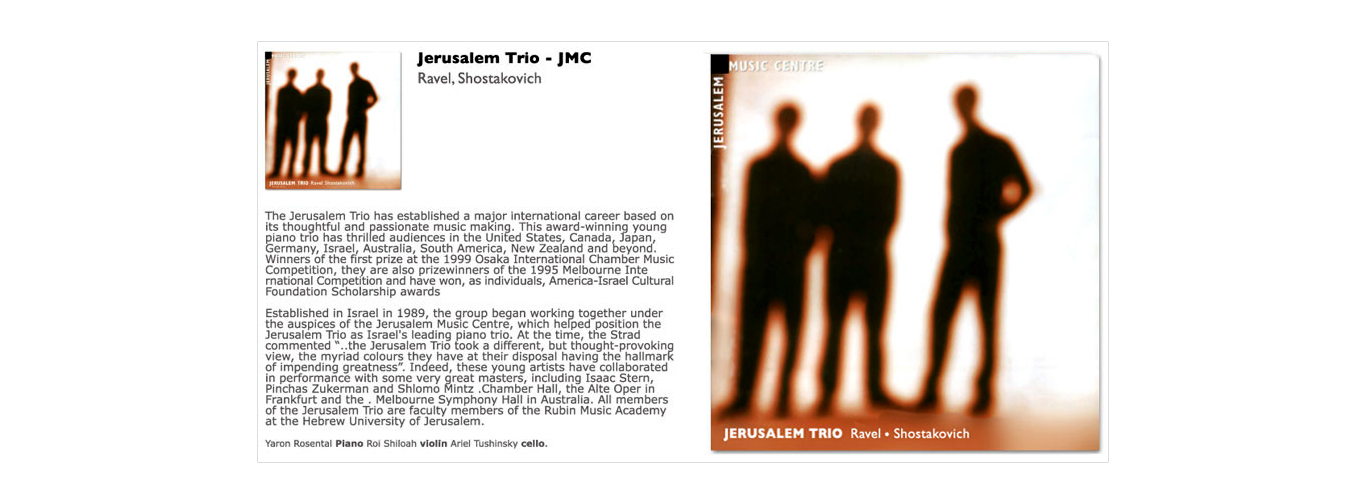 Jerusalem Trio - JMC
Ravel, Shostakovich
JERUSALEM
JERUSALEM TRIO Ravel Shostakovich
The Jerusalem Trio has established a major international career based on
its thoughtful and passionate music making. This award-winning young
piano trio has thrilled audiences in the United States, Canada, Japan,
Germany, Israel, Australia, South America, New Zealand and beyond.
Winners of the first prize at the 1999 Osaka International Chamber Music
Competition, they are also prizewinners of the 1995 Melbourne Inte
rnational Competition and have won, as individuals, America-Israel Cultural
Foundation Scholarship awards
Established in Israel in 1989, the group began working together under
the auspices of the Jerusalem Music Centre, which helped position the
Jerusalem Trio as Israel's leading piano trio. At the time, the Strad
commented “..the Jerusalem Trio took a different, but thought-provoking
view, the myriad colours they have at their disposal having the hallmark
of impending greatness”. Indeed, these young artists have collaborated
in performance with some very great masters, including Isaac Stern,
Pinchas Zukerman and Shlomo Mintz .Chamber Hall, the Alte Oper in
Frankfurt and the . Melbourne Symphony Hall in Australia. All members
of the Jerusalem Trio are faculty members of the Rubin Music Academy
at the Hebrew University of Jerusalem.
Yaron Rosental Piano Roi Shiloah violin Ariel Tushinsky cello.
MUSIC CENTRE
JERUSALEM
JERUSALEM TRIO Ravel • Shostakovich